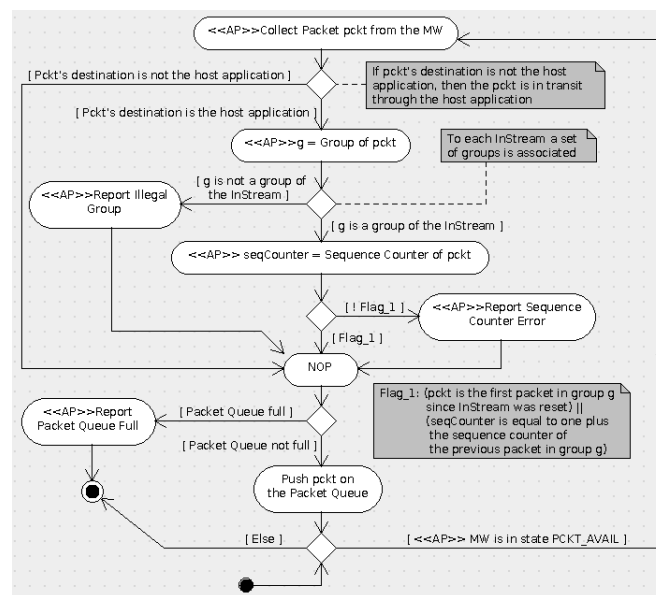 <<AP>>Collect Packet pckt from the MW
[ Pckt's destination is not the host application ]
If pckt's destination is not the host
application, then the pckt is in transit
through the host application
[ Pckt's destination is the host application ]
<<AP>>g = Group of pckt
To each InStream a set
of groups is associated
[ g is not a group of
the InStream ]
<<AP>>Report Illegal
Group
[ g is a group of the InStream ]
<<AP>> seqCounter = Sequence Counter of pckt
[ ! Flag_1 ]
<<AP>>Report Sequence
Counter Error
[Flag_1 ]
NOP
Flag_1: {pckt is the first packet in group g
since InStream was reset} ||
{seqCounter is equal to one plus
the sequence counter of
the previous packet in group g}
<<AP>>Report
Packet Queue Full
[ Packet Queue full ]
[ Packet Queue not full ]
Push pckt on
the Packet Queue
[ Else ]
[ <<AP>> MW is in state PCKT_AVAIL ]